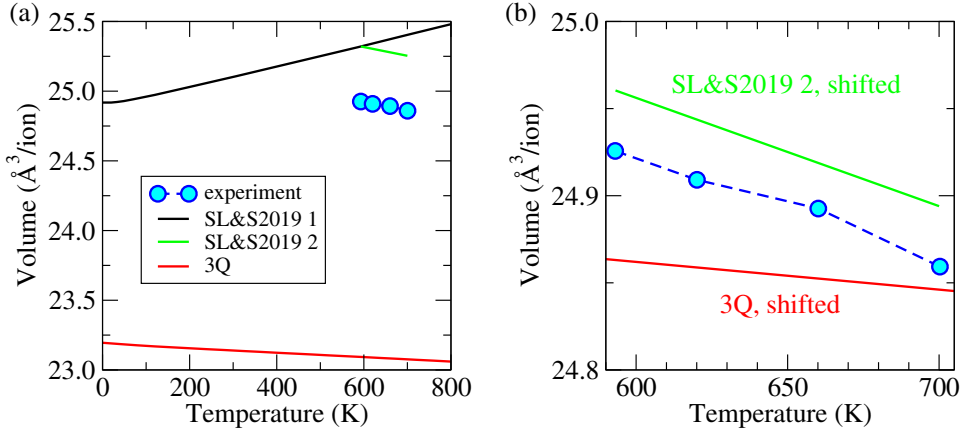 (a)
25.5
25.0
24.5
24.0
23.5
23.0
Volume (Å³/ion)
experiment
SL&S2019 1
SL&S2019 2
3Q
0 200 400 600 800
Temperature (K)
(b)
25.0
24.9
24.8
Volume (Å³/ion)
SL&S2019 2, shifted
3Q, shifted
600 650 700
Temperature (K)